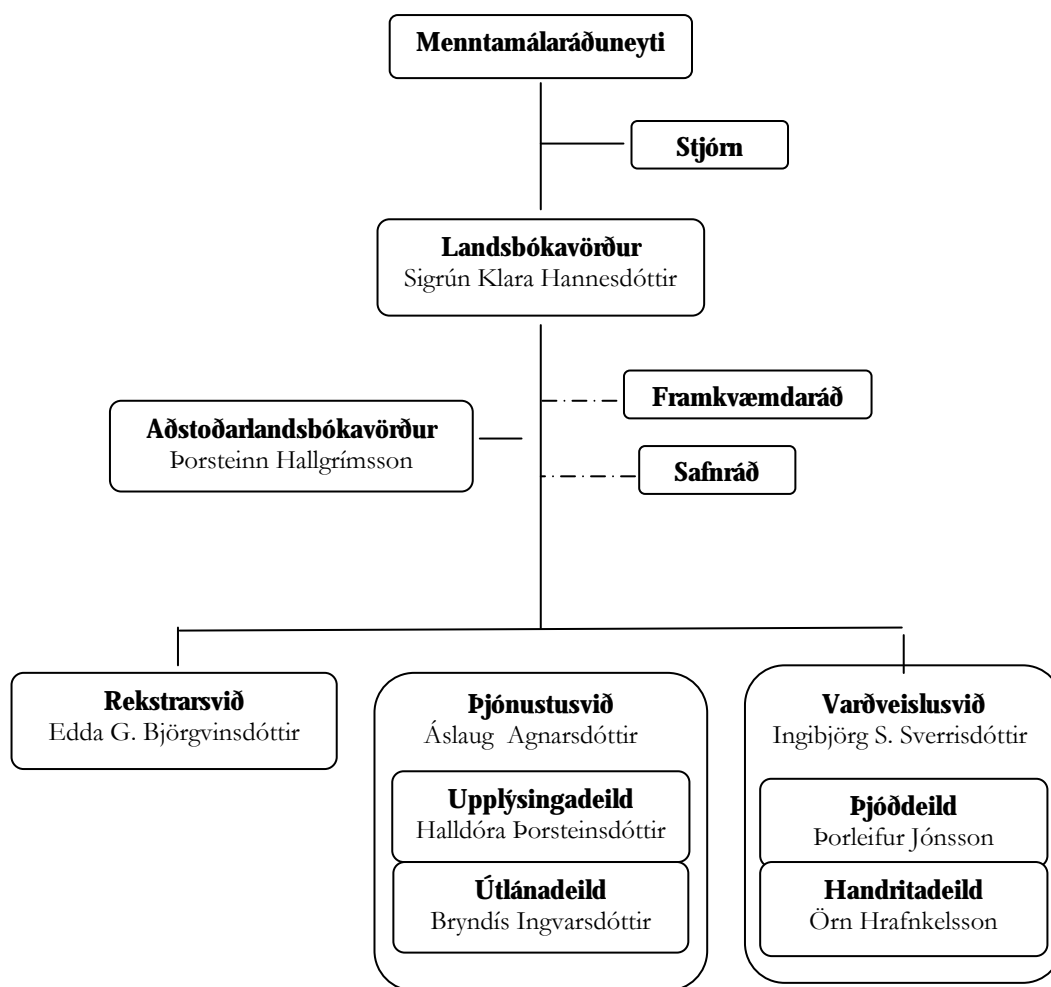 Menntamálaráðuneyti
Stjórn
Landsbókavörður
Sigrún Klara Hannesdóttir
Framkvæmdaráð
Aðstoðarlandsbókavörður
Þorsteinn Hallgrímsson
Safnráð
Rekstrarsvið
Edda G. Björgvinsdóttir
Þjónustusvið
Áslaug Agnarsdóttir
Upplýsingadeild
Halldóra Þorsteinsdóttir
Útlánadeild
Bryndís Ingvarsdóttir
Varðveislusvið
Ingibjörg S. Sverrisdóttir
Þjóðdeild
Þorleifur Jónsson
Handritadeild
Örn Hrafnkelsson